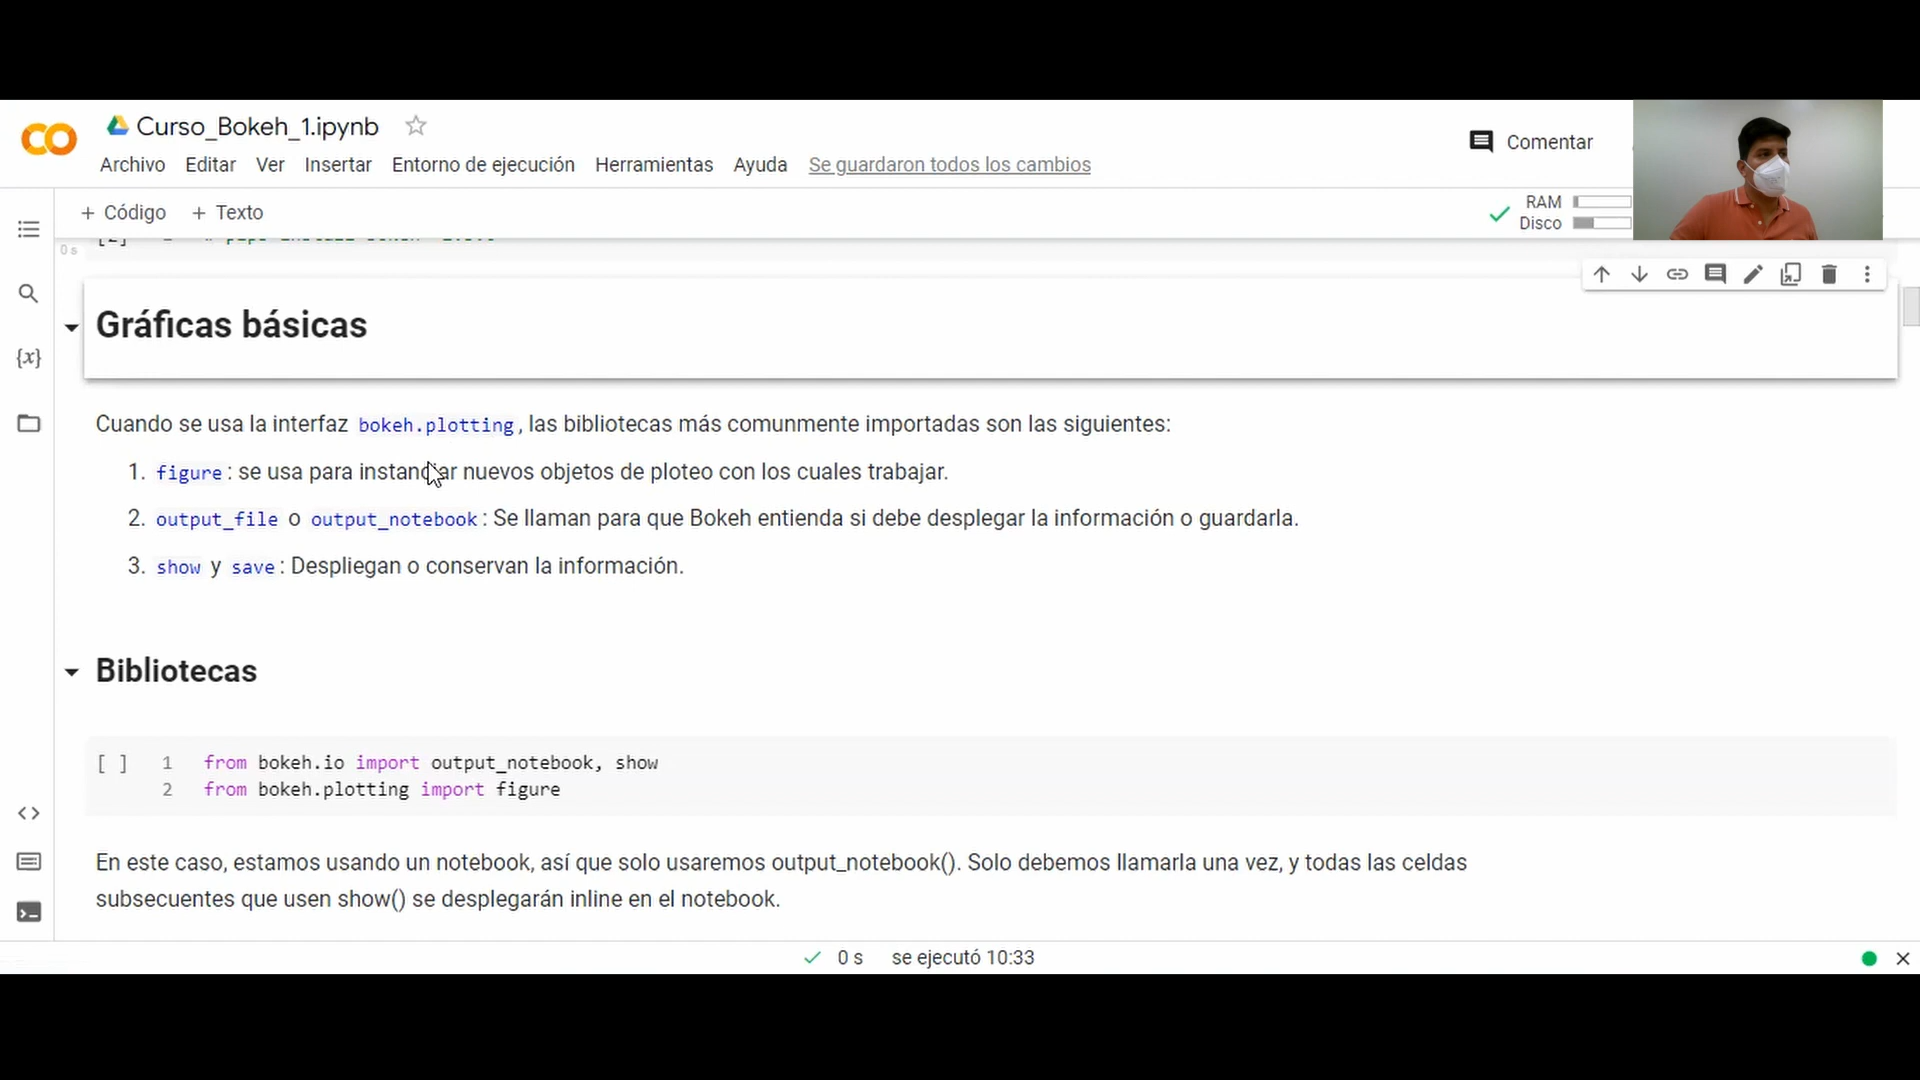 Curso_Bokeh_1.ipynb
Archivo Editar Ver Insertar Entorno de ejecución Herramientas Ayuda Se guardaron todos los cambios
Comentar
+ Código + Texto
RAM
Disco
0 s
Gráficas básicas
Cuando se usa la interfaz bokeh.plotting, las bibliotecas más comunmente importadas son las siguientes:
1. figure: se usa para instanciar nuevos objetos de ploteo con los cuales trabajar.
2. output_file o output_notebook: Se llaman para que Bokeh entienda si debe desplegar la información o guardarla.
3. show y save: Despliegan o conservan la información.
Bibliotecas
[ ] 1 from bokeh.io import output_notebook, show
2 from bokeh.plotting import figure
En este caso, estamos usando un notebook, así que solo usaremos output_notebook(). Solo debemos llamarla una vez, y todas las celdas
subsecuentes que usen show() se desplegarán inline en el notebook.
0 s se ejecutó 10:33